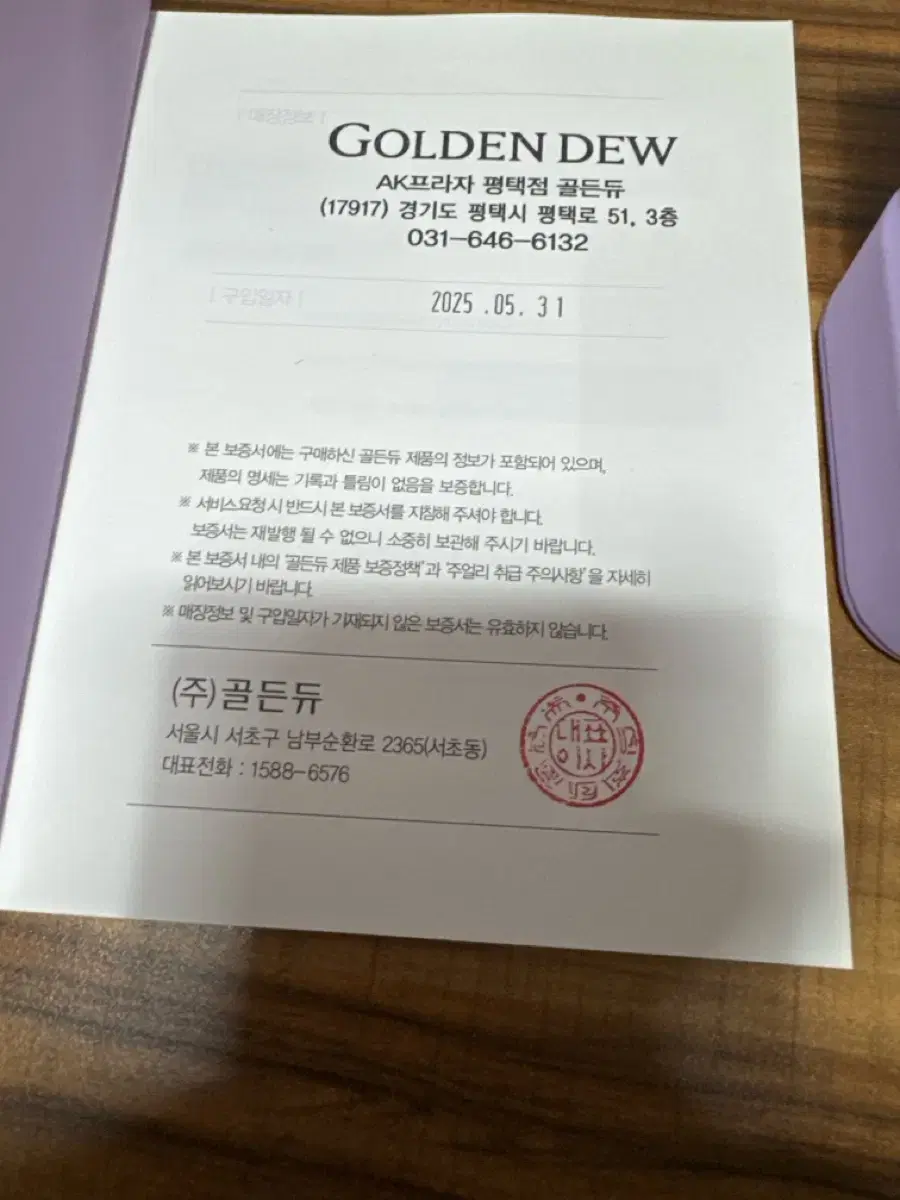 | 매장정보 |
GOLDEN DEW
AK프라자 평택점 골든듀
(17917) 경기도 평택시 평택로 51, 3층
031-646-6132
| 구입일자 | 2025 .05. 31
※ 본 보증서에는 구매하신 골든듀 제품의 정보가 포함되어 있으며,
제품의 명세는 기록과 틀림이 없음을 보증합니다.
※ 서비스요청시 반드시 본 보증서를 지참해 주셔야 합니다.
보증서는 재발행 될 수 없으니 소중히 보관해 주시기 바랍니다.
※ 본 보증서 내의 '골든듀 제품 보증정책'과 '주얼리 취급 주의사항'을 자세히
읽어보시기 바랍니다.
※ 매장정보 및 구입일자가 기재되지 않은 보증서는 유효하지 않습니다.
(주)골든듀
서울시 서초구 남부순환로 2365(서초동)
대표전화 : 1588-6576
대표
이사